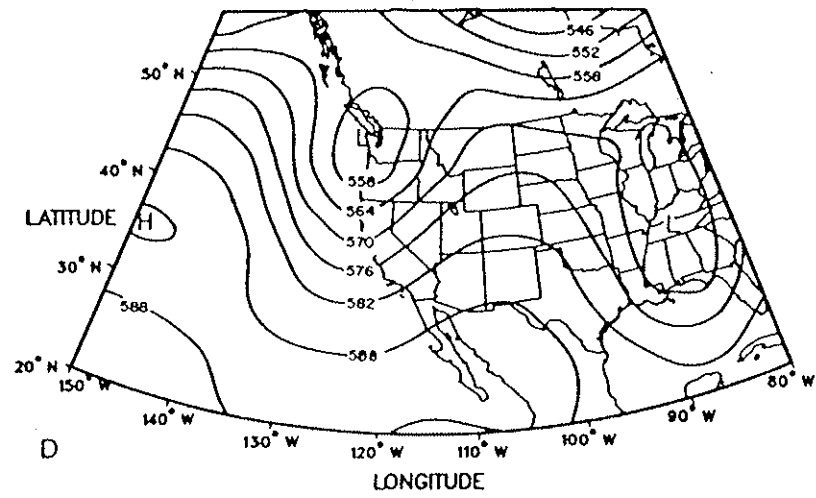 546
552
558
50° N
558
40° N
564
LATITUDE
H
570
576
30° N
582
588
588
20° N
150° W
80° W
140° W
90° W
130° W
100° W
120° W
110° W
D
LONGITUDE